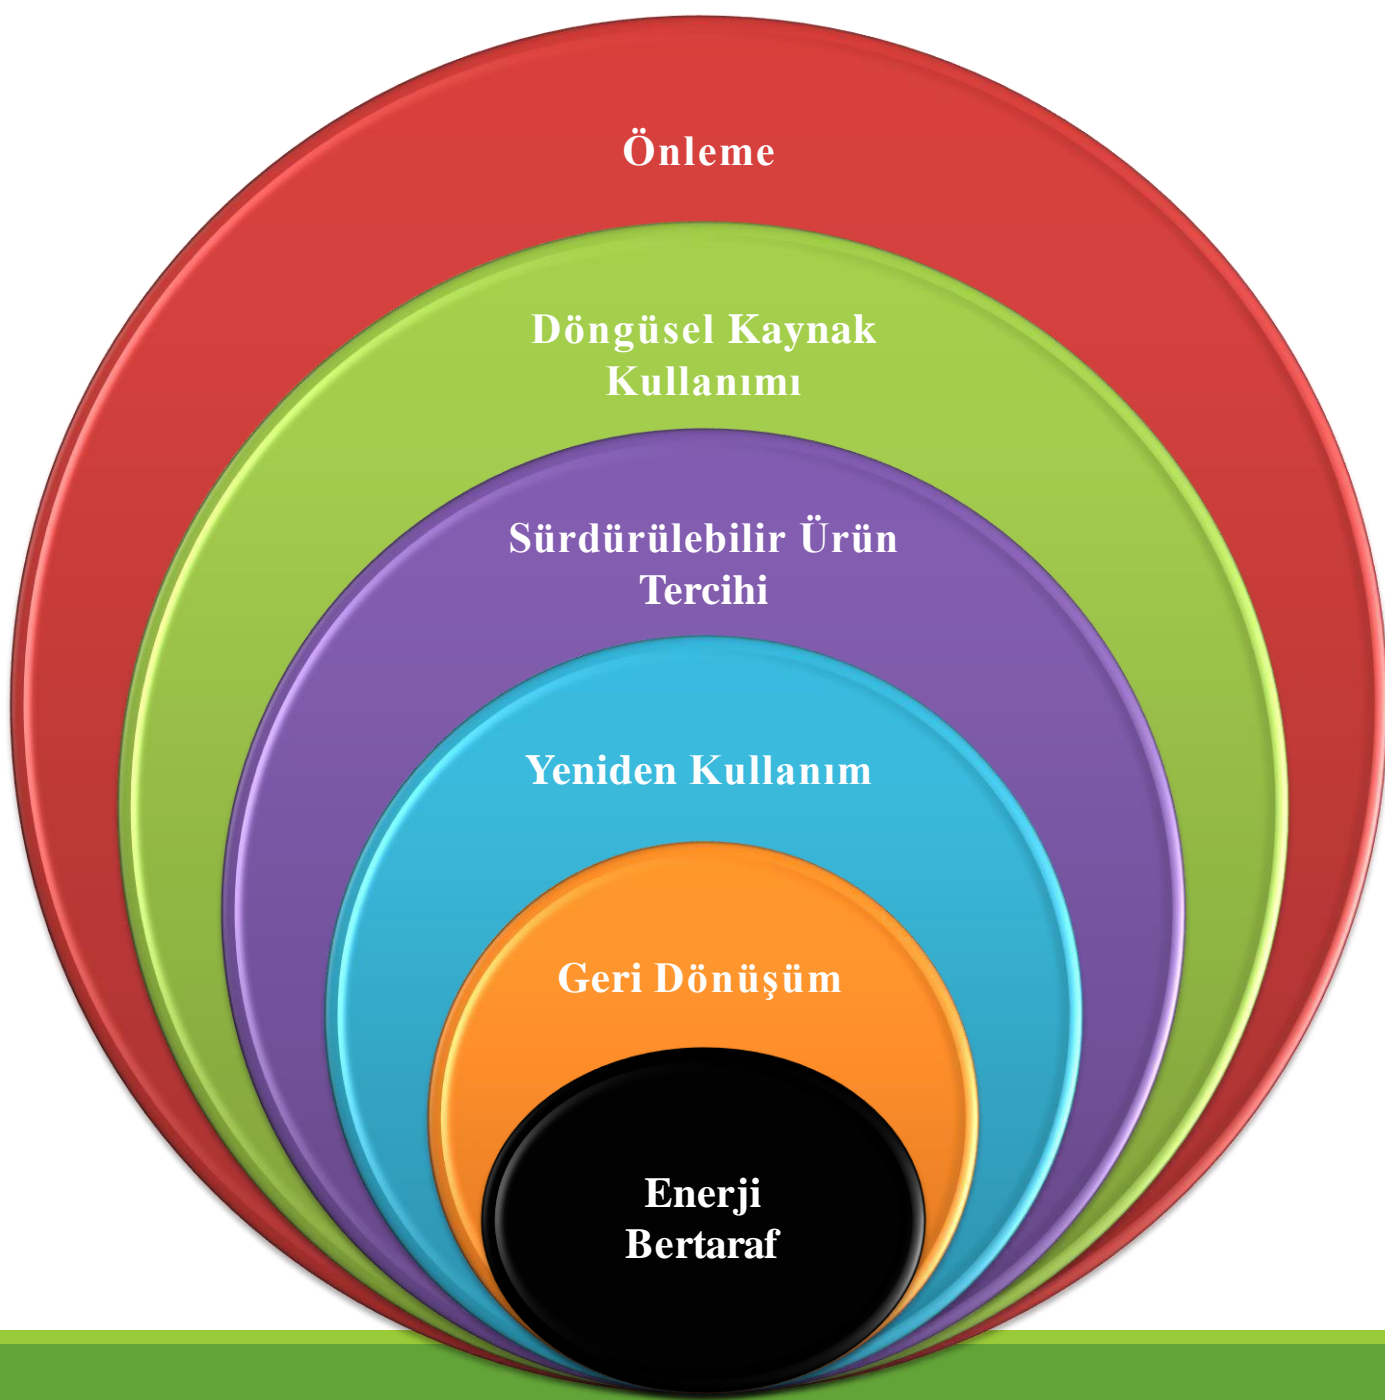 Önleme
Döngüsel Kaynak
Kullanımı
Sürdürülebilir Ürün
Tercihi
Yeniden Kullanım
Geri Dönüşüm
Enerji
Bertaraf